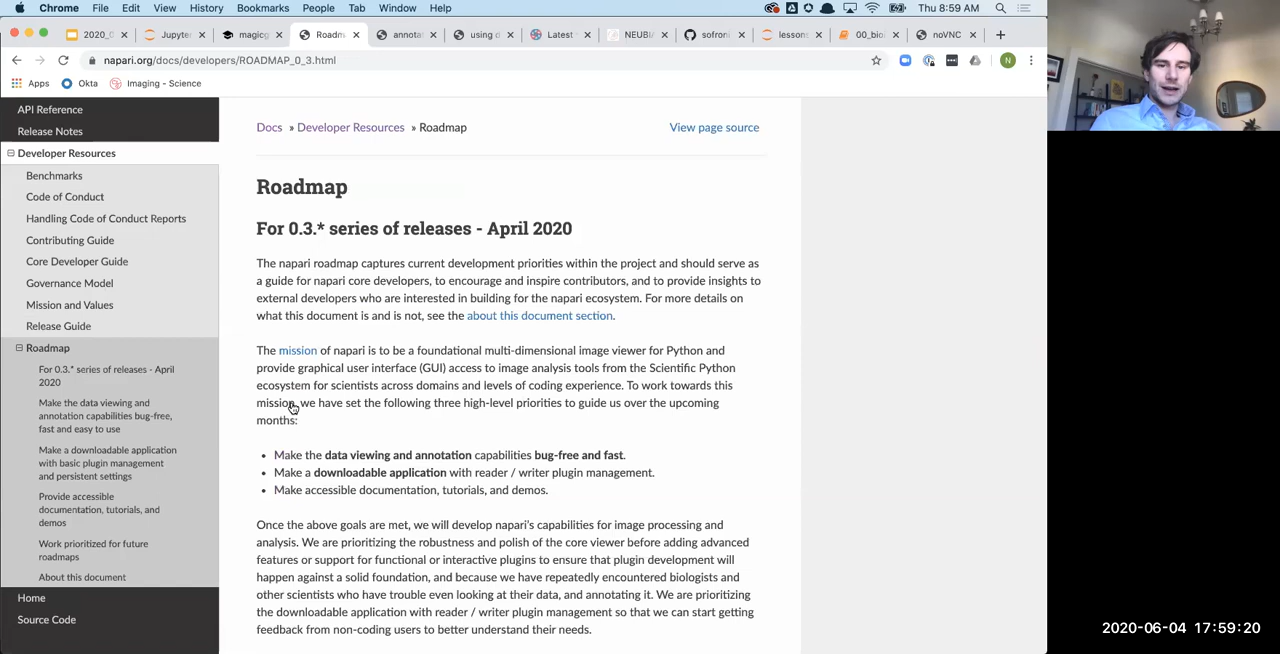 Chrome File Edit View History Bookmarks People Tab Window Help Thu 8:59 AM
2020_0 Jupyte magicg Roadm annota using d Latest NEUBIA sofroni lessons 00_bio noVNC
napari.org/docs/developers/ROADMAP_0_3.html N
Apps Okta Imaging - Science
API Reference
Release Notes
Developer Resources
Benchmarks
Code of Conduct
Handling Code of Conduct Reports
Contributing Guide
Core Developer Guide
Governance Model
Mission and Values
Release Guide
Roadmap
For 0.3.* series of releases - April
2020
Make the data viewing and
annotation capabilities bug-free,
fast and easy to use
Make a downloadable application
with basic plugin management
and persistent settings
Provide accessible
documentation, tutorials, and
demos
Work prioritized for future
roadmaps
About this document
Home
Source Code
Docs » Developer Resources » Roadmap View page source
Roadmap
For 0.3.* series of releases - April 2020
The napari roadmap captures current development priorities within the project and should serve as
a guide for napari core developers, to encourage and inspire contributors, and to provide insights to
external developers who are interested in building for the napari ecosystem. For more details on
what this document is and is not, see the about this document section.
The mission of napari is to be a foundational multi-dimensional image viewer for Python and
provide graphical user interface (GUI) access to image analysis tools from the Scientific Python
ecosystem for scientists across domains and levels of coding experience. To work towards this
mission, we have set the following three high-level priorities to guide us over the upcoming
months:
• Make the data viewing and annotation capabilities bug-free and fast.
• Make a downloadable application with reader / writer plugin management.
• Make accessible documentation, tutorials, and demos.
Once the above goals are met, we will develop napari's capabilities for image processing and
analysis. We are prioritizing the robustness and polish of the core viewer before adding advanced
features or support for functional or interactive plugins to ensure that plugin development will
happen against a solid foundation, and because we have repeatedly encountered biologists and
other scientists who have trouble even looking at their data, and annotating it. We are prioritizing
the downloadable application with reader / writer plugin management so that we can start getting
feedback from non-coding users to better understand their needs.
2020-06-04 17:59:20